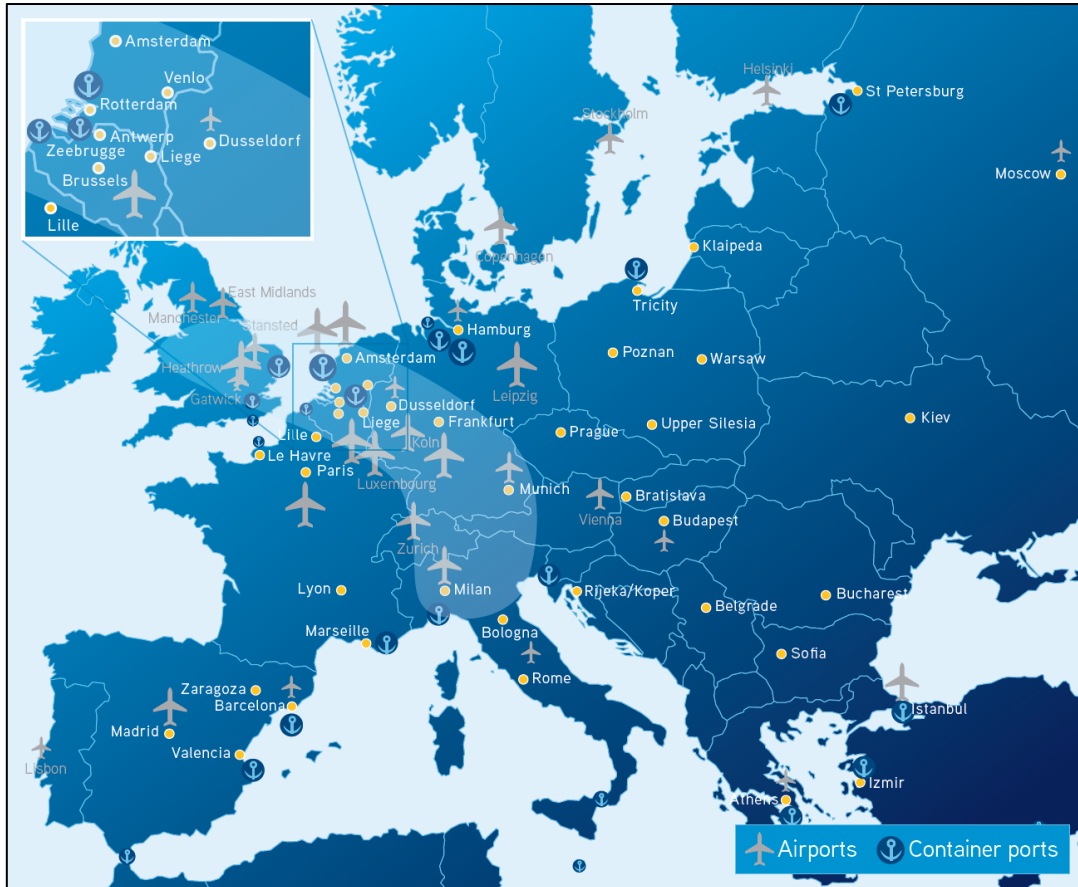 Amsterdam
Venlo
Rotterdam
Antwerp
Zeebrugge
Dusseldorf
Liege
Brussels
Lille
Helsinki
St Petersburg
Stockholm
Moscow
Copenhagen
Klaipeda
Tricity
East Midlands
Manchester
Stansted
Hamburg
Heathrow
Amsterdam
Poznan
Warsaw
Leipzig
Gatwick
Dusseldorf
Liege
Frankfurt
Lille
Köln
Prague
Upper Silesia
Kiev
Le Havre
Paris
Luxembourg
Munich
Bratislava
Vienna
Budapest
Zurich
Lyon
Milan
Rijeka/Koper
Belgrade
Bucharest
Marseille
Bologna
Sofia
Rome
Zaragoza
Barcelona
Madrid
Valencia
Lisbon
Istanbul
Izmir
Athens
Airports
Container ports